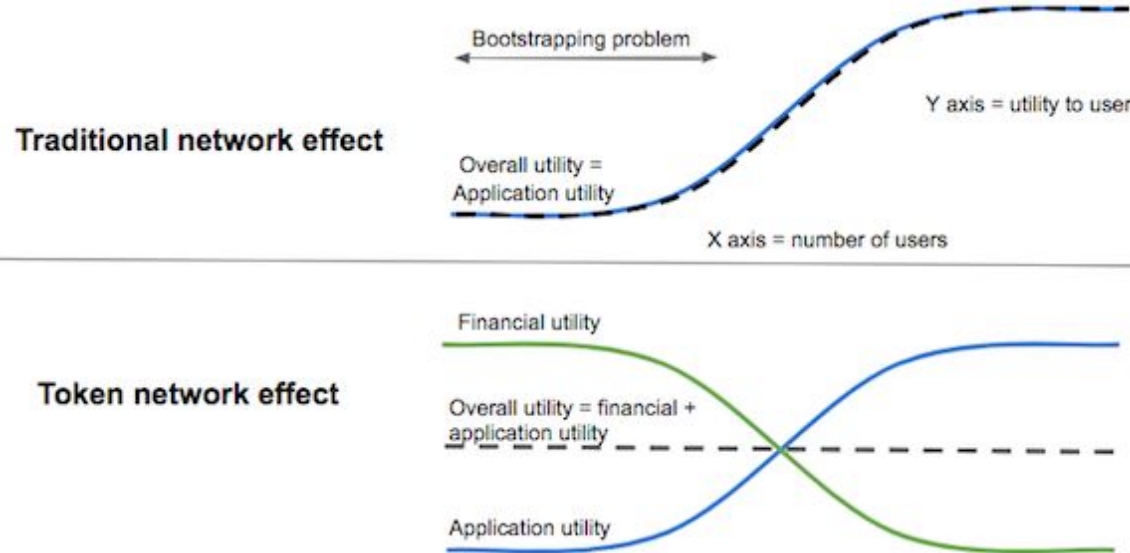 Bootstrapping problem
Y axis = utility to user
Traditional network effect
Overall utility =
Application utility
X axis = number of users
Financial utility
Token network effect
Overall utility = financial +
application utility
Application utility